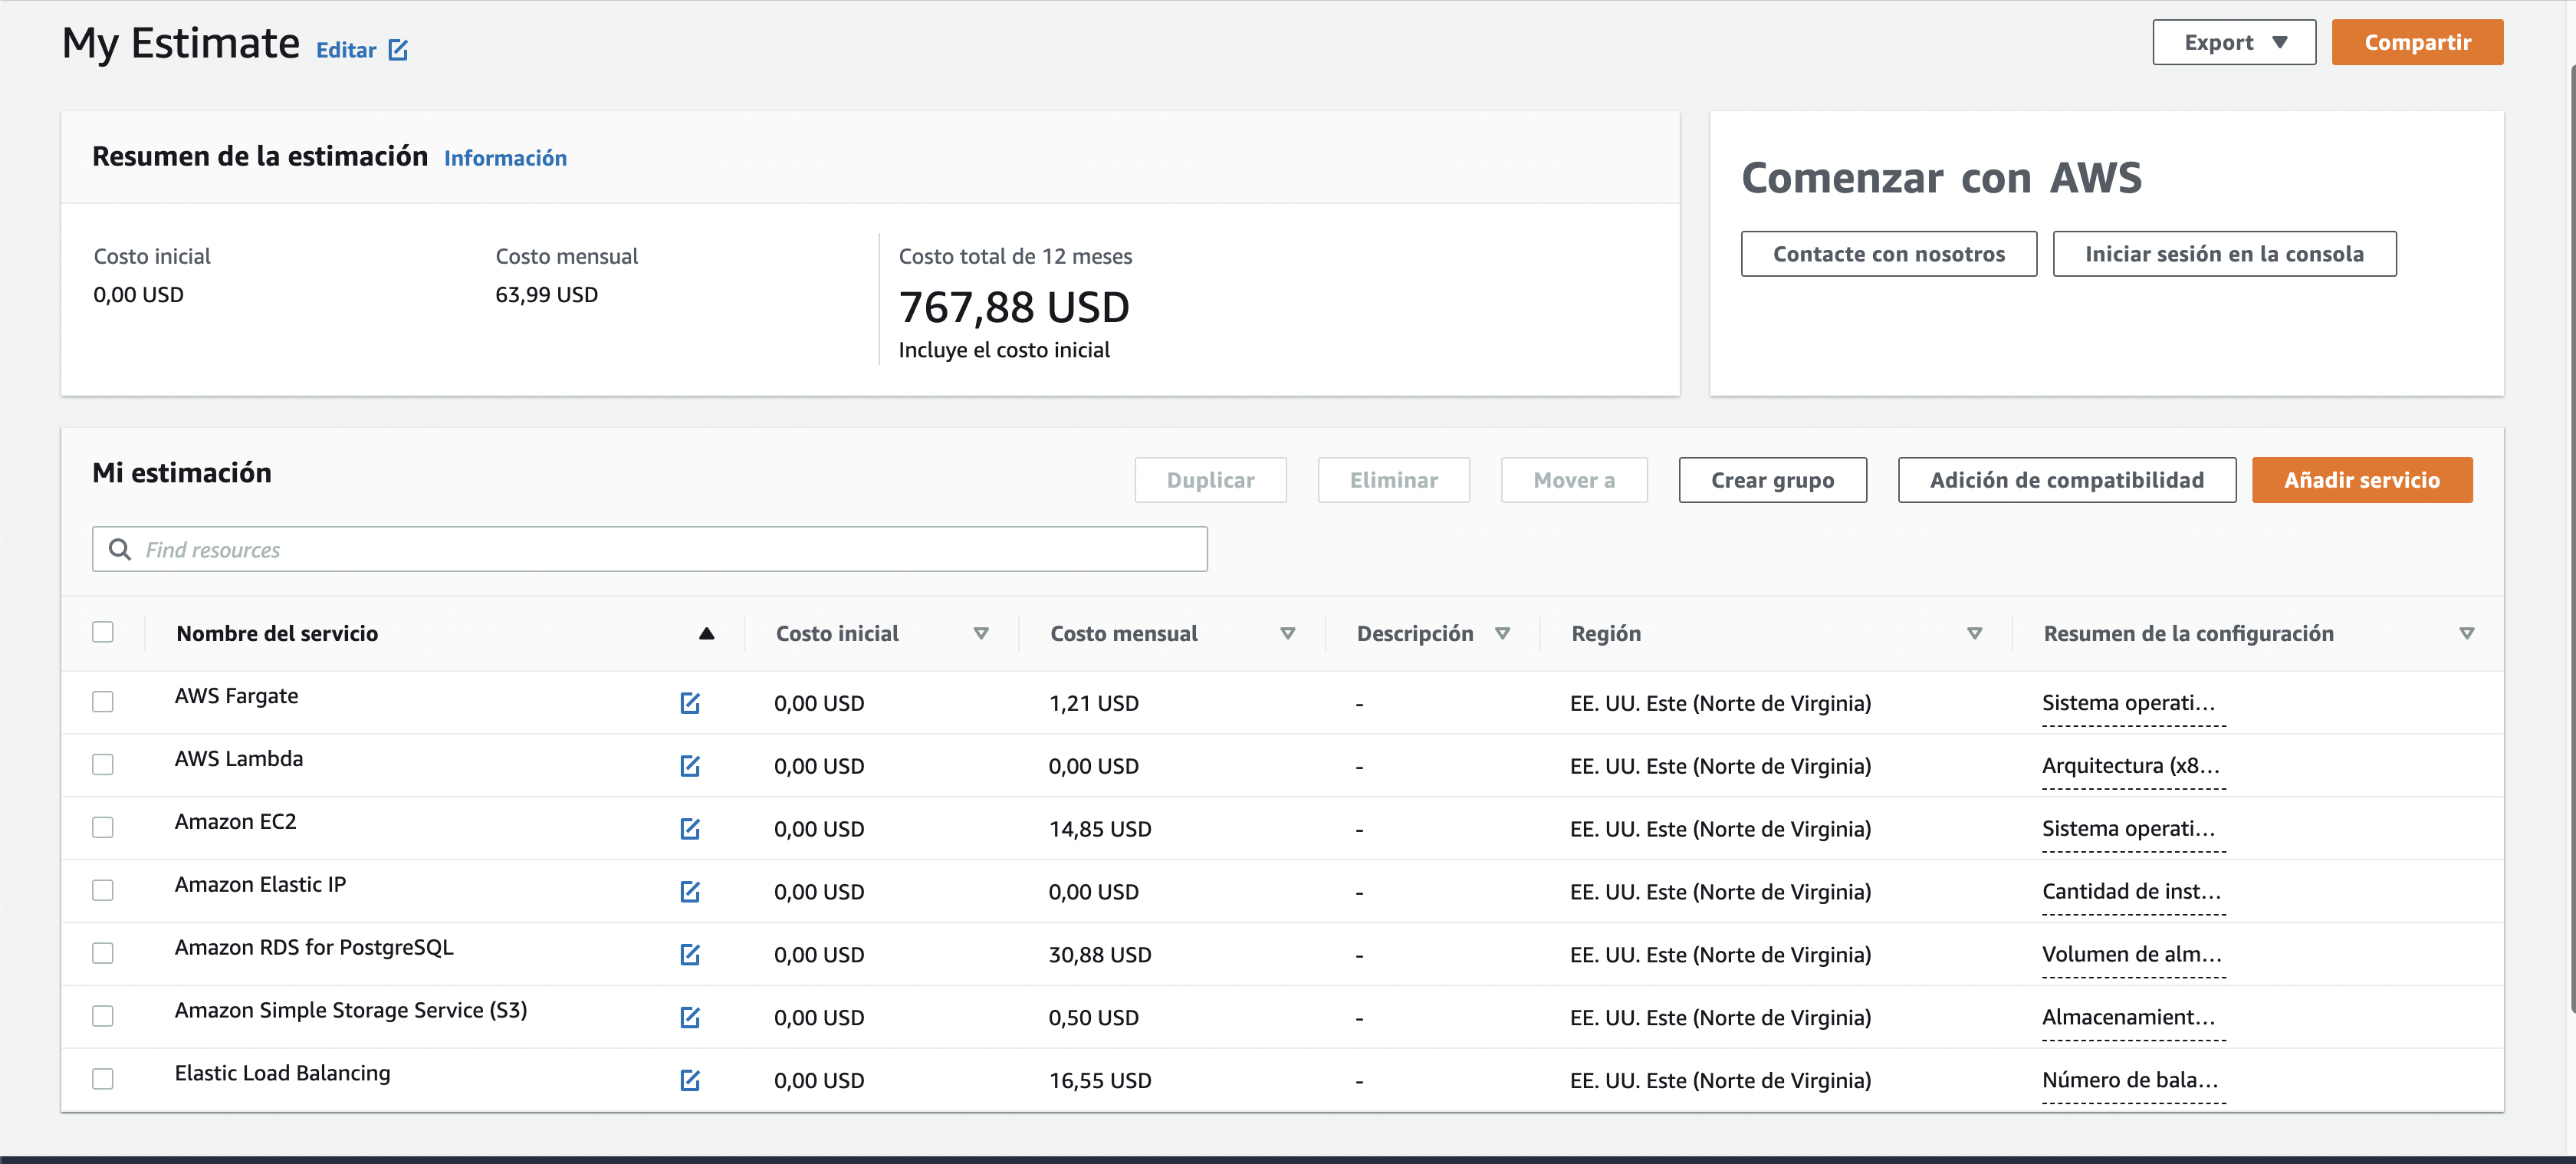 My Estimate Editar Export Compartir
Resumen de la estimación Información
Comenzar con AWS
Contacte con nosotros Iniciar sesión en la consola
Costo inicial Costo mensual Costo total de 12 meses
0,00 USD 63,99 USD 767,88 USD
Incluye el costo inicial
Mi estimación Duplicar Eliminar Mover a Crear grupo Adición de compatibilidad Añadir servicio
Find resources
Nombre del servicio Costo inicial Costo mensual Descripción Región Resumen de la configuración
AWS Fargate 0,00 USD 1,21 USD - EE. UU. Este (Norte de Virginia) Sistema operati...
AWS Lambda 0,00 USD 0,00 USD - EE. UU. Este (Norte de Virginia) Arquitectura (x8...
Amazon EC2 0,00 USD 14,85 USD - EE. UU. Este (Norte de Virginia) Sistema operati...
Amazon Elastic IP 0,00 USD 0,00 USD - EE. UU. Este (Norte de Virginia) Cantidad de inst...
Amazon RDS for PostgreSQL 0,00 USD 30,88 USD - EE. UU. Este (Norte de Virginia) Volumen de alm...
Amazon Simple Storage Service (S3) 0,00 USD 0,50 USD - EE. UU. Este (Norte de Virginia) Almacenamient...
Elastic Load Balancing 0,00 USD 16,55 USD - EE. UU. Este (Norte de Virginia) Número de bala...